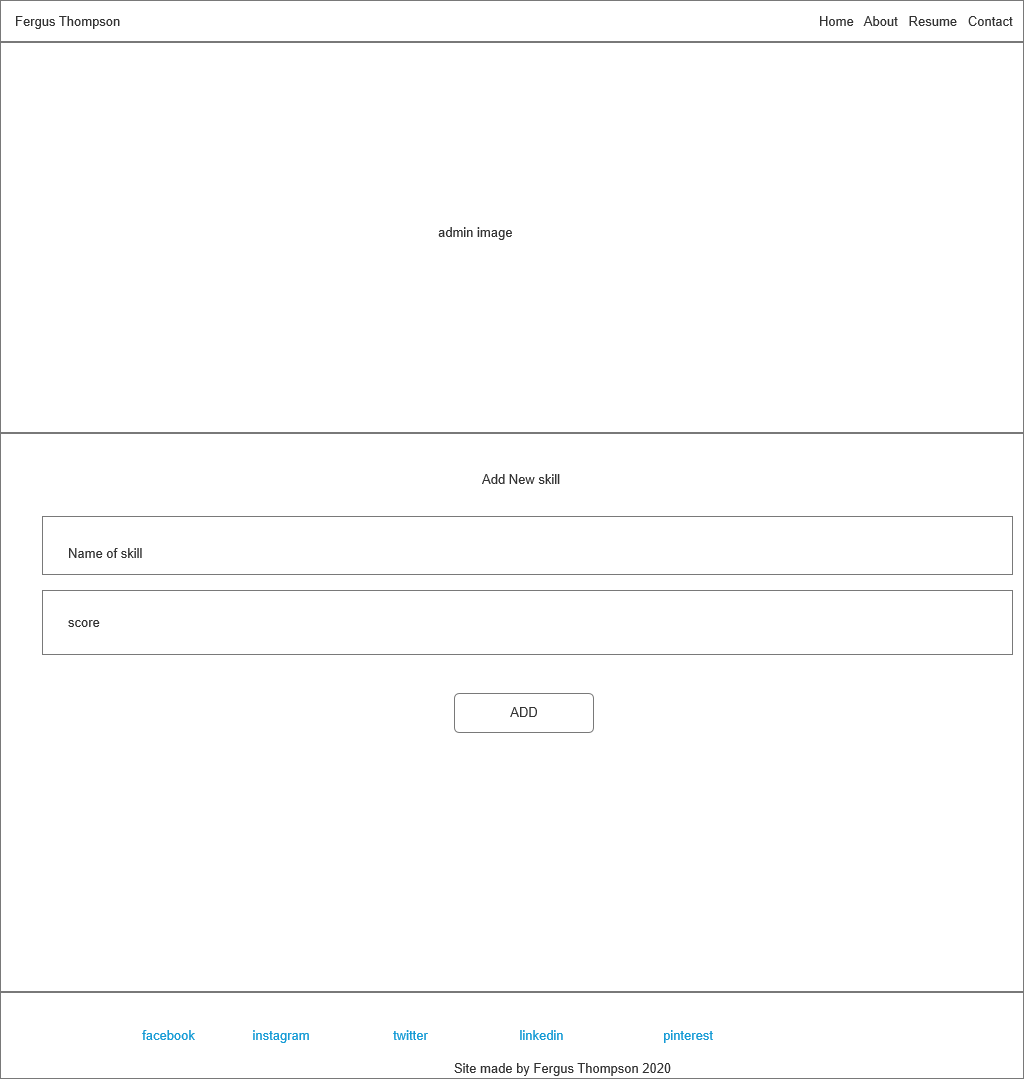 Fergus Thompson Home About Resume Contact
admin image
Add New skill
Name of skill
score
ADD
facebook instagram twitter linkedin pinterest
Site made by Fergus Thompson 2020